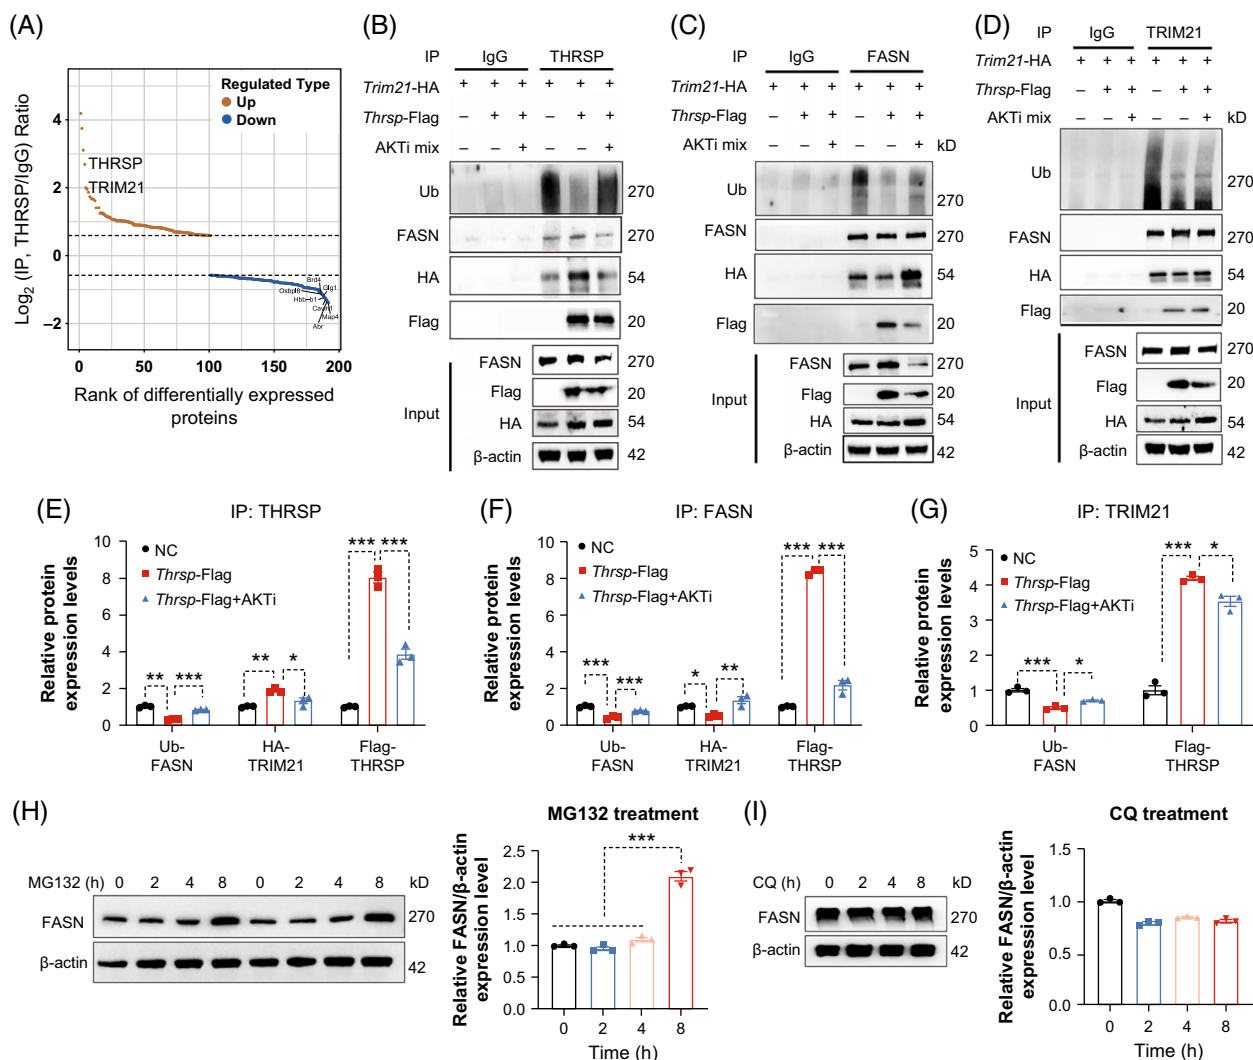 (A)
Log2 (IP, THRSP/IgG) Ratio
4
2
0
−2
Regulated Type
Up
Down
THRSP
TRIM21
Brd4
Glg1
Osbpl8
Hbb-b1
Map4
Abr
0 50 100 150 200
Rank of differentially expressed
proteins
(B)
IP IgG THRSP
Trim21-HA + + + + + +
Thrsp-Flag − + + − + +
AKTi mix − − + − − +
Ub 270
FASN 270
HA 54
Flag 20
Input
FASN 270
Flag 20
HA 54
β-actin 42
(C)
IP IgG FASN
Trim21-HA + + + + + +
Thrsp-Flag − + + − + +
AKTi mix − − + − − + kD
Ub 270
FASN 270
HA 54
Flag 20
Input
FASN 270
Flag 20
HA 54
β-actin 42
(D)
IP IgG TRIM21
Trim21-HA + + + + + +
Thrsp-Flag − + + − + +
AKTi mix − − + − − + kD
Ub 270
FASN 270
HA 54
Flag 20
Input
FASN 270
Flag 20
HA 54
β-actin 42
(E)
IP: THRSP
Relative protein
expression levels
10
8
6
4
2
0
NC
Thrsp-Flag
Thrsp-Flag+AKTi
** *** ** * *** ***
Ub- HA- Flag-
FASN TRIM21 THRSP
(F)
IP: FASN
Relative protein
expression levels
10
8
6
4
2
0
NC
Thrsp-Flag
Thrsp-Flag+AKTi
*** *** * ** *** ***
Ub- HA- Flag-
FASN TRIM21 THRSP
(G)
IP: TRIM21
Relative protein
expression levels
5
4
3
2
1
0
NC
Thrsp-Flag
Thrsp-Flag+AKTi
*** * *** *
Ub- Flag-
FASN THRSP
(H)
MG132 (h) 0 2 4 8 0 2 4 8 kD
FASN 270
β-actin 42
MG132 treatment
Relative FASN/β-actin
expression level
2.5
2.0
1.5
1.0
0.5
0.0
***
0 2 4 8
Time (h)
(I)
CQ (h) 0 2 4 8 kD
FASN 270
β-actin 42
CQ treatment
Relative FASN/β-actin
expression level
1.5
1.0
0.5
0.0
0 2 4 8
Time (h)